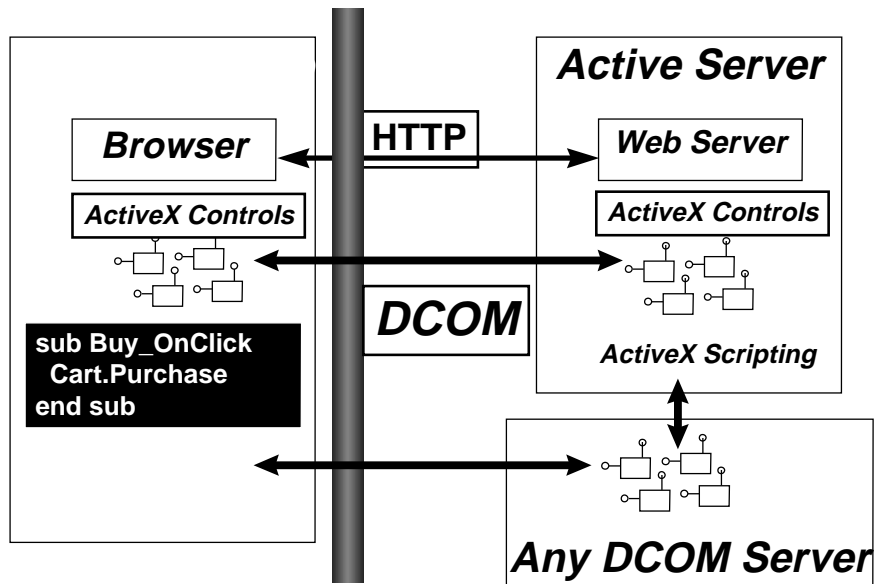 Active Server
HTTP
Browser
Web Server
ActiveX Controls
ActiveX Controls
DCOM
sub Buy_OnClick
Cart.Purchase
end sub
ActiveX Scripting
Any DCOM Server